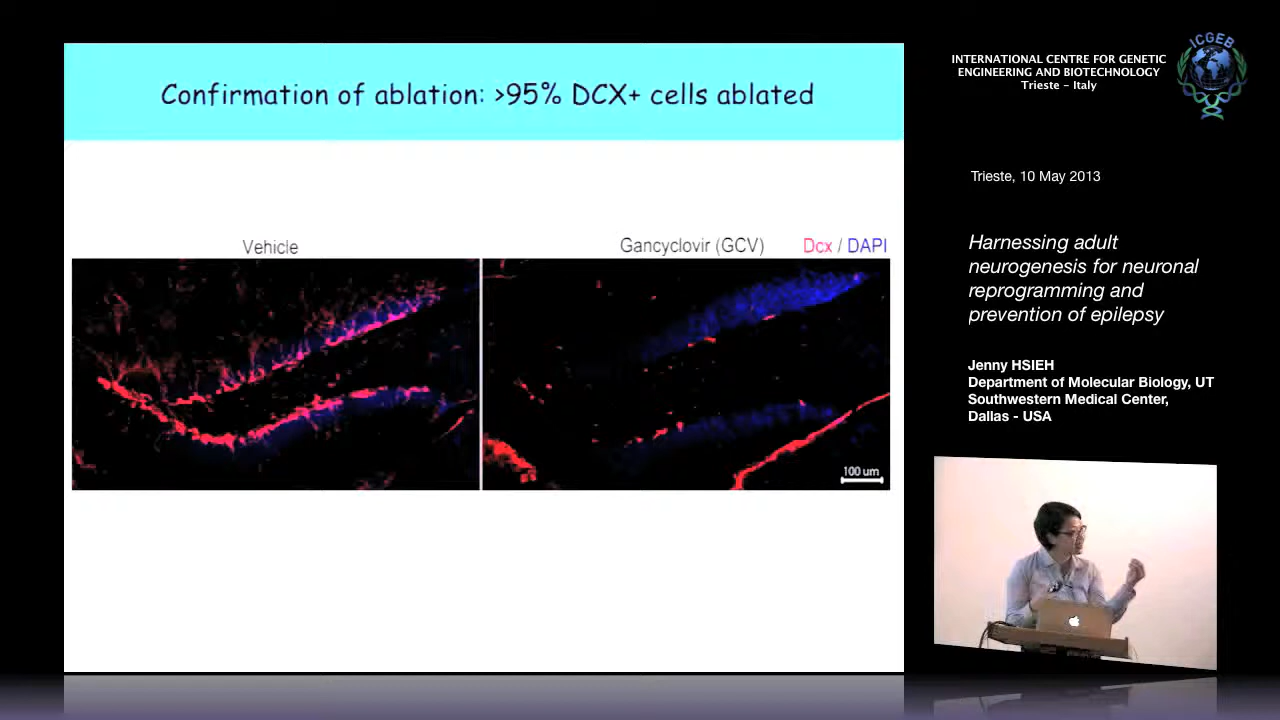 Confirmation of ablation: >95% DCX+ cells ablated
Vehicle
Gancyclovir (GCV)
Dcx / DAPI
100 um
ICGEB
INTERNATIONAL CENTRE FOR GENETIC
ENGINEERING AND BIOTECHNOLOGY
Trieste - Italy
Trieste, 10 May 2013
Harnessing adult
neurogenesis for neuronal
reprogramming and
prevention of epilepsy
Jenny HSIEH
Department of Molecular Biology, UT
Southwestern Medical Center,
Dallas - USA